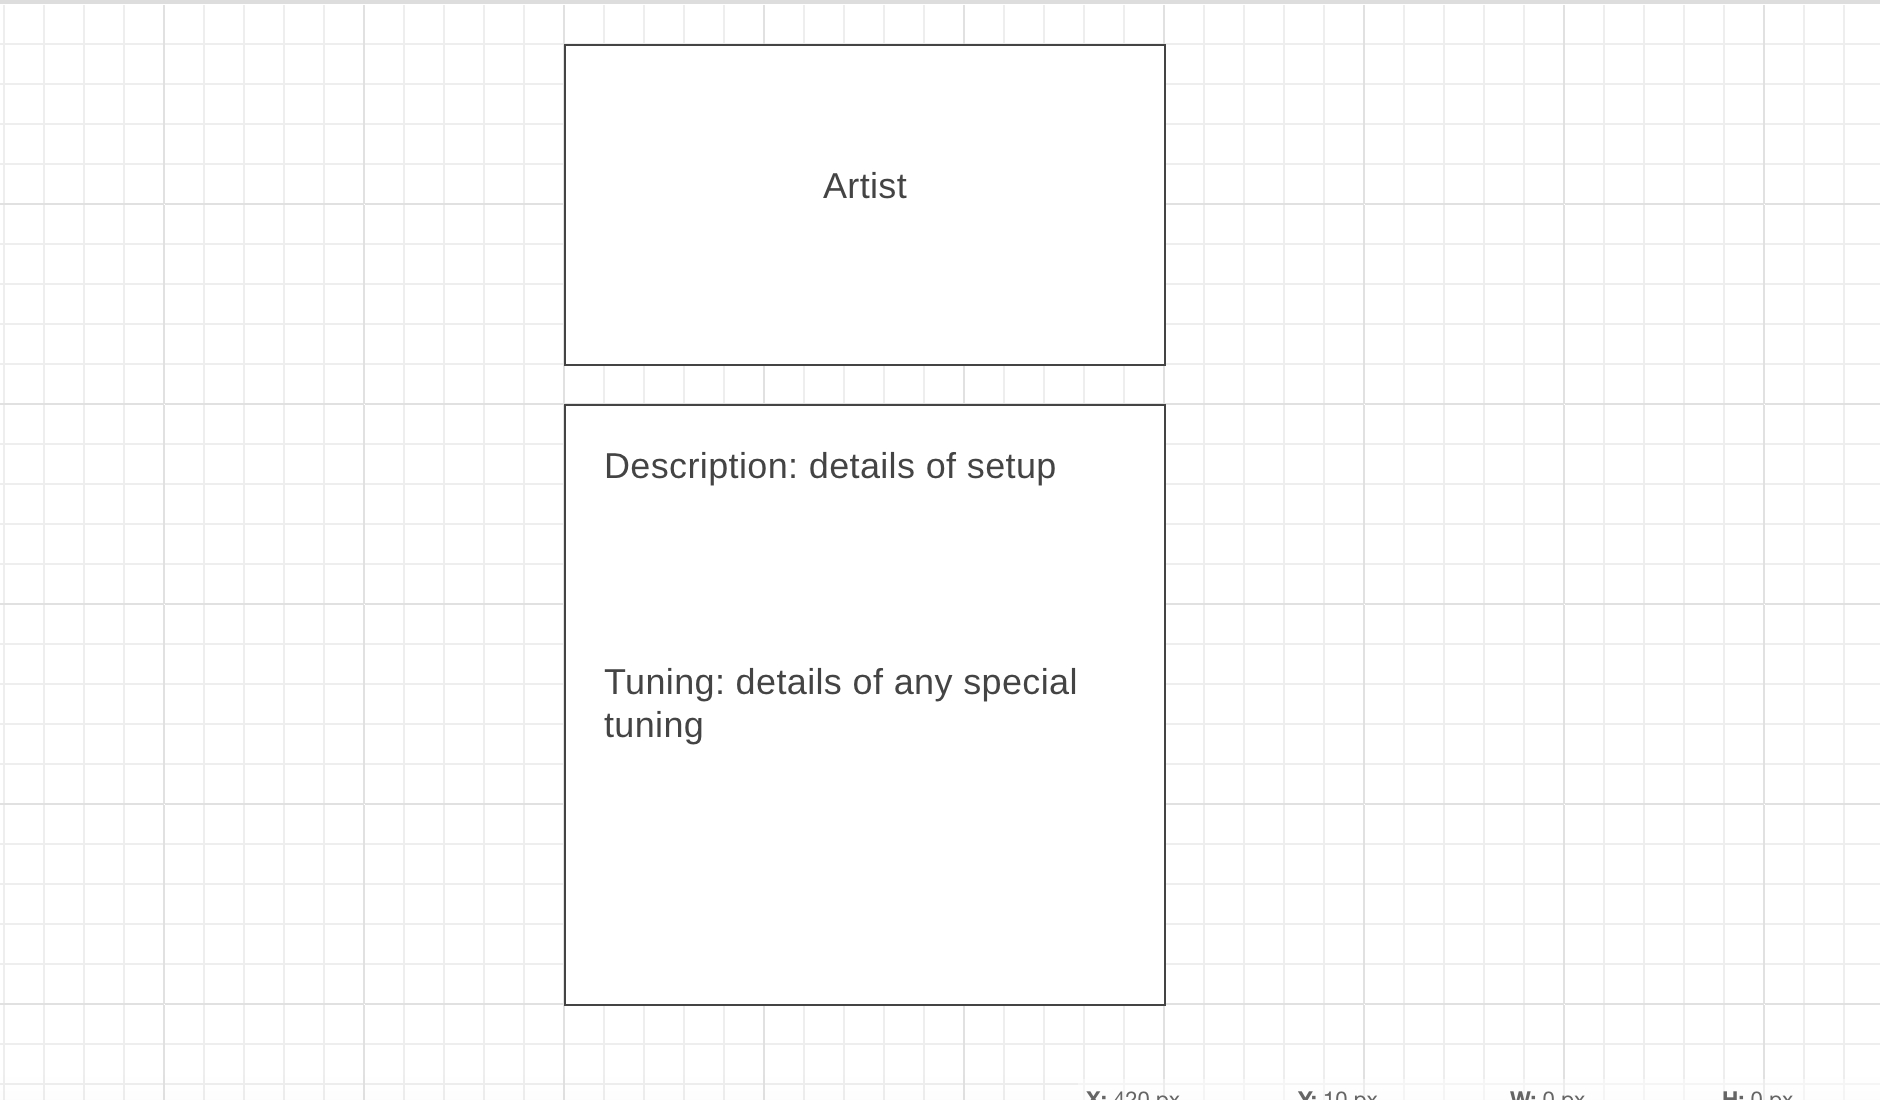 Artist
Description: details of setup
Tuning: details of any special
tuning
X: 420 px Y: 10 px W: 0 px H: 0 px